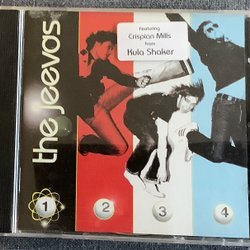 the Jeevas
Featuring
Crispian Mills
from
Kula Shaker
1
2
3
4